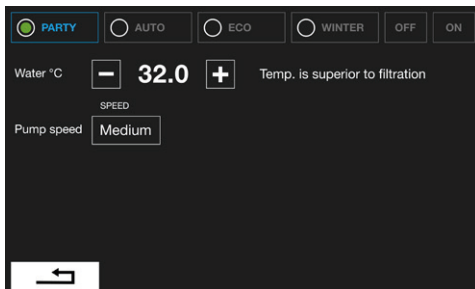 PARTY AUTO ECO WINTER OFF ON
Water °C − 32.0 + Temp. is superior to filtration
SPEED
Pump speed Medium